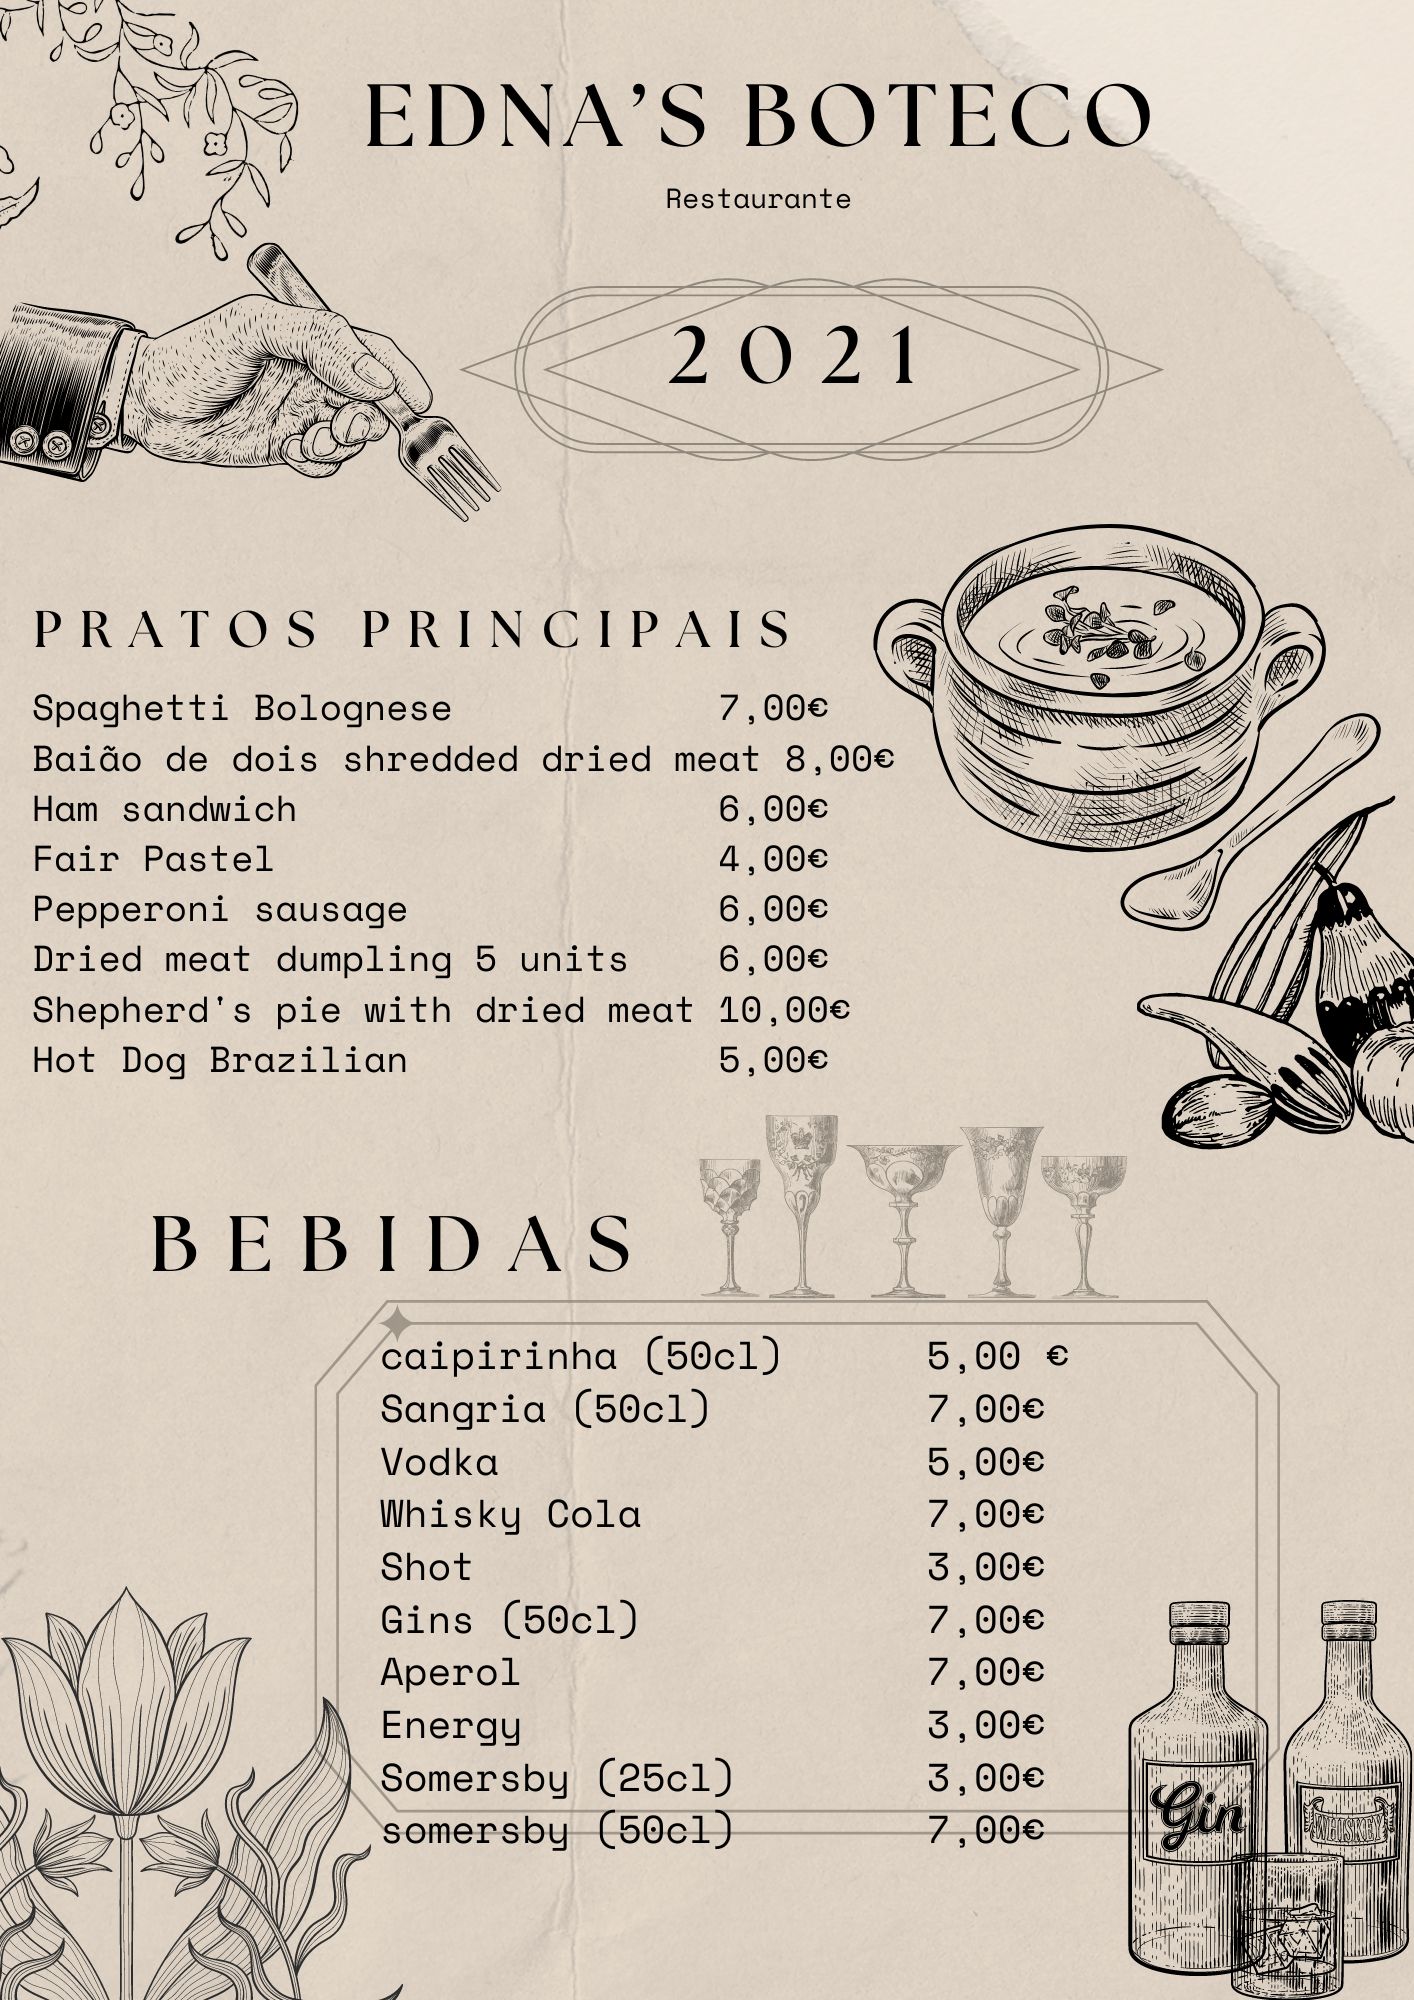 EDNA'S BOTECO
Restaurante
2021
PRATOS PRINCIPAIS
Spaghetti Bolognese 7,00€
Baião de dois shredded dried meat 8,00€
Ham sandwich 6,00€
Fair Pastel 4,00€
Pepperoni sausage 6,00€
Dried meat dumpling 5 units 6,00€
Shepherd's pie with dried meat 10,00€
Hot Dog Brazilian 5,00€
BEBIDAS
caipirinha (50cl) 5,00 €
Sangria (50cl) 7,00€
Vodka 5,00€
Whisky Cola 7,00€
Shot 3,00€
Gins (50cl) 7,00€
Aperol 7,00€
Energy 3,00€
Somersby (25cl) 3,00€
somersby (50cl) 7,00€
Gin
WHISKEY